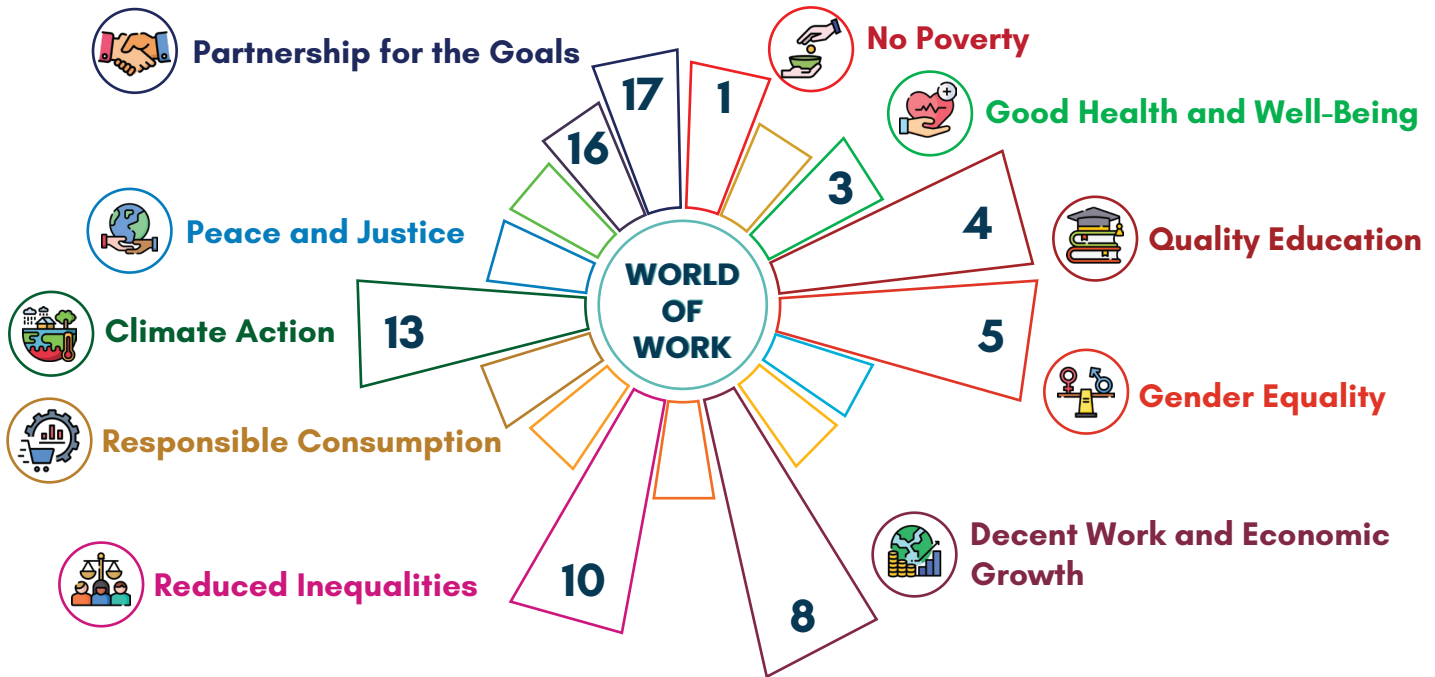 Partnership for the Goals
No Poverty
Good Health and Well-Being
17
1
16
3
4
Quality Education
Peace and Justice
WORLD
OF
WORK
Climate Action
13
5
Gender Equality
Responsible Consumption
Decent Work and Economic
Growth
Reduced Inequalities
10
8